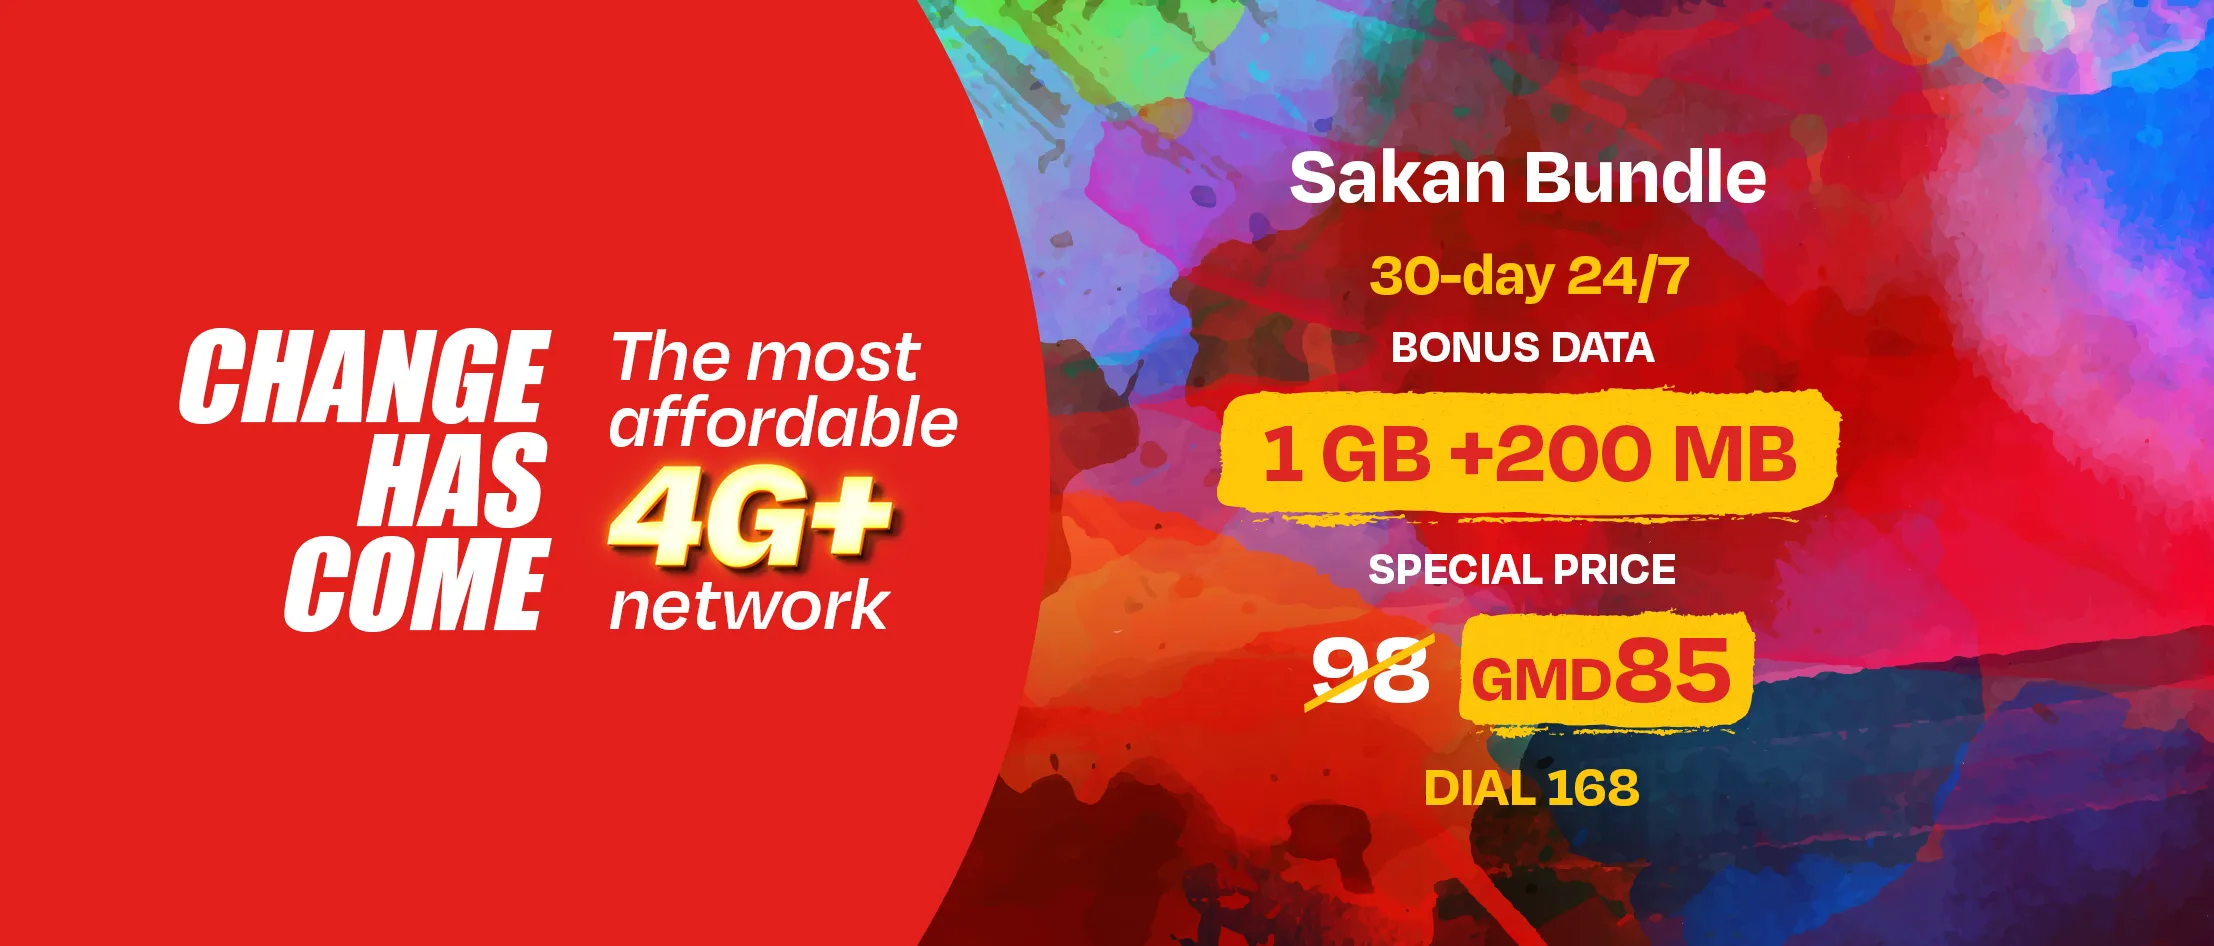 CHANGE
HAS
COME
The most
affordable
4G+
network
Sakan Bundle
30-day 24/7
BONUS DATA
1 GB +200 MB
SPECIAL PRICE
98 GMD85
DIAL 168